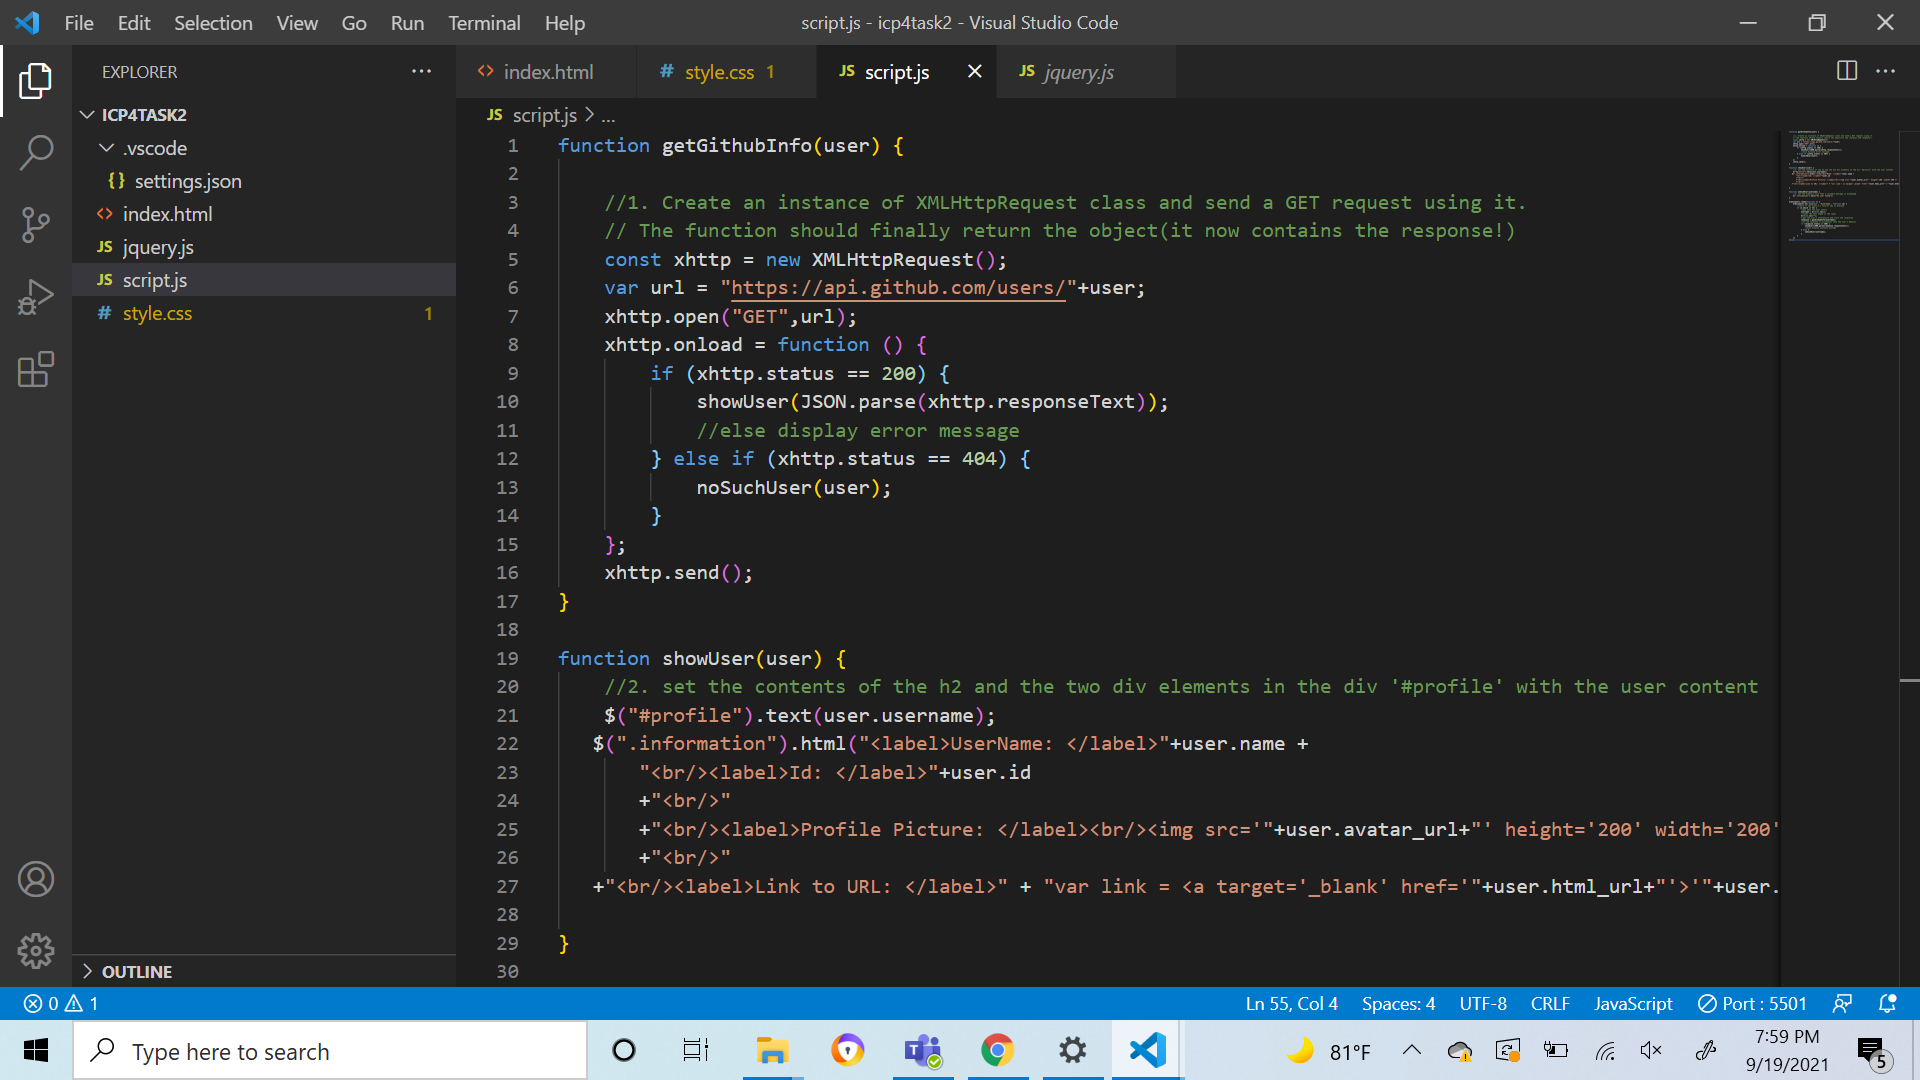 File Edit Selection View Go Run Terminal Help
script.js - icp4task2 - Visual Studio Code
EXPLORER
ICP4TASK2
.vscode
{} settings.json
<> index.html
JS jquery.js
JS script.js
# style.css 1
OUTLINE
<> index.html # style.css 1 JS script.js JS jquery.js
JS script.js > ...
1 function getGithubInfo(user) {
2
3 //1. Create an instance of XMLHttpRequest class and send a GET request using it.
4 // The function should finally return the object(it now contains the response!)
5 const xhttp = new XMLHttpRequest();
6 var url = "https://api.github.com/users/"+user;
7 xhttp.open("GET",url);
8 xhttp.onload = function () {
9 if (xhttp.status == 200) {
10 showUser(JSON.parse(xhttp.responseText));
11 //else display error message
12 } else if (xhttp.status == 404) {
13 noSuchUser(user);
14 }
15 };
16 xhttp.send();
17 }
18
19 function showUser(user) {
20 //2. set the contents of the h2 and the two div elements in the div '#profile' with the user content
21 $("#profile").text(user.username);
22 $(".information").html("<label>UserName: </label>"+user.name +
23 "<br/><label>Id: </label>"+user.id
24 +"<br/>"
25 +"<br/><label>Profile Picture: </label><br/><img src='"+user.avatar_url+"' height='200' width='200'
26 +"<br/>"
27 +"<br/><label>Link to URL: </label>" + "var link = <a target='_blank' href='"+user.html_url+"'>'"+user.
28
29 }
30
0 1
Ln 55, Col 4 Spaces: 4 UTF-8 CRLF JavaScript Port : 5501
Type here to search
81°F
7:59 PM
9/19/2021
5